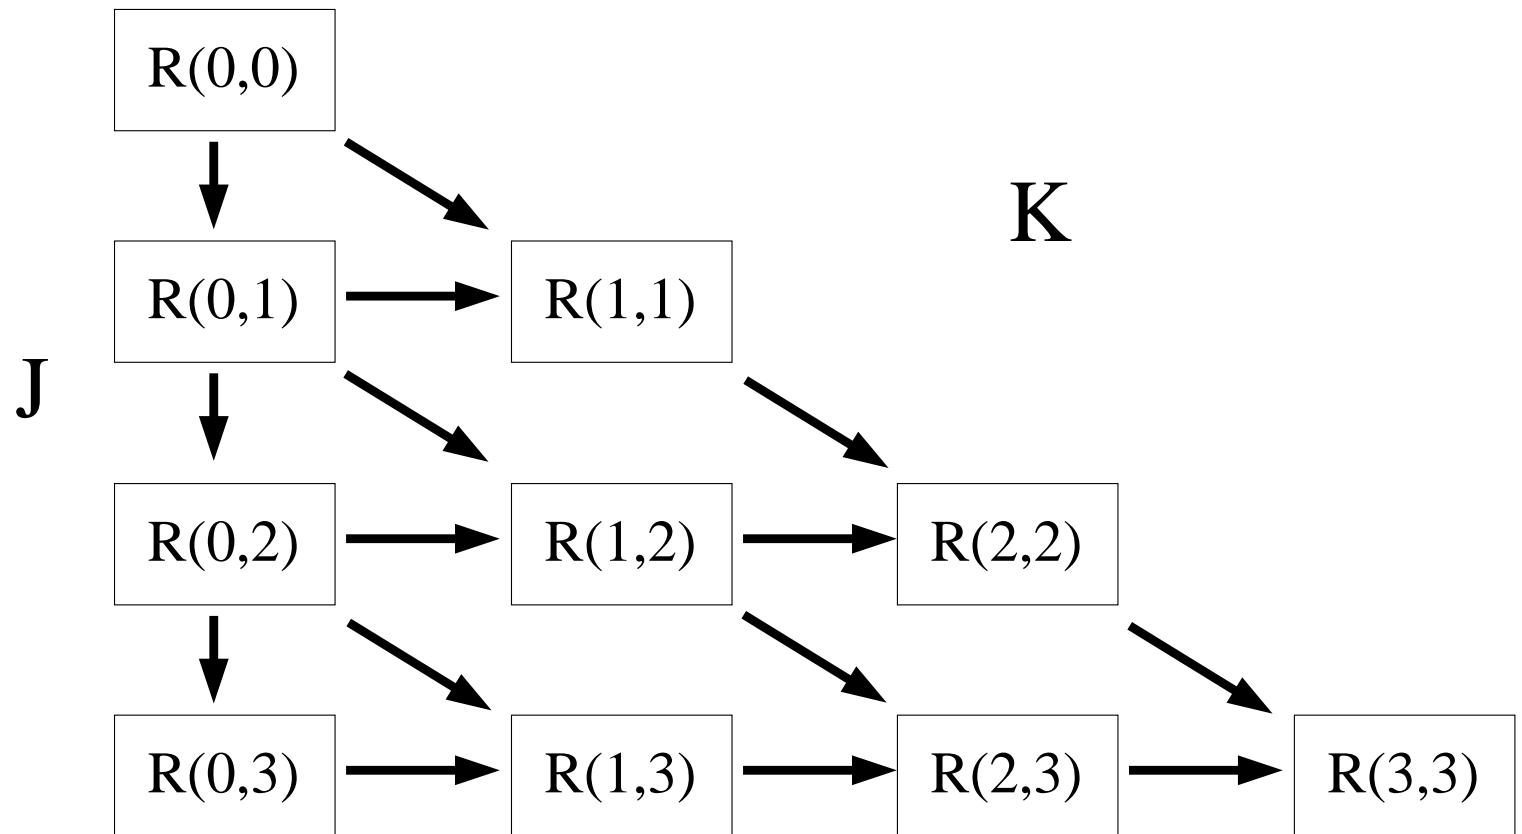 R(0,0)
K
R(0,1) R(1,1)
J
R(0,2) R(1,2) R(2,2)
R(0,3) R(1,3) R(2,3) R(3,3)